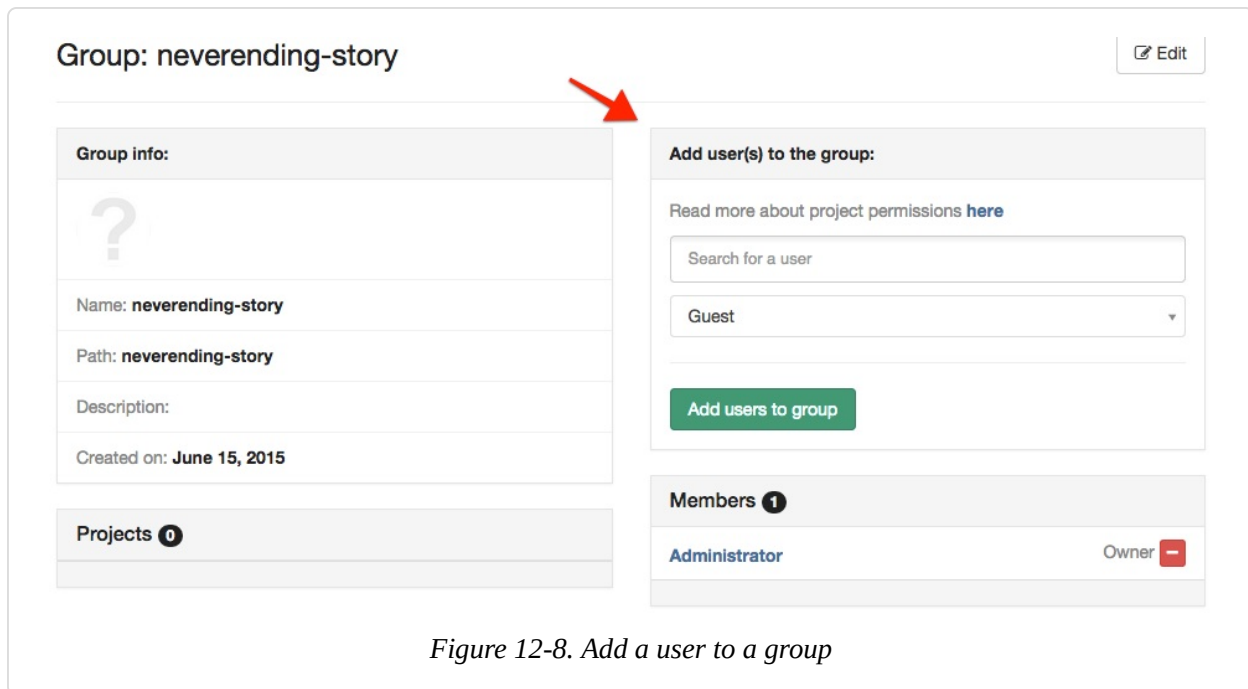 Group: neverending-story
Edit
Group info:
?
Name: neverending-story
Path: neverending-story
Description:
Created on: June 15, 2015
Projects 0
Add user(s) to the group:
Read more about project permissions here
Search for a user
Guest
Add users to group
Members 1
Administrator Owner
Figure 12-8. Add a user to a group